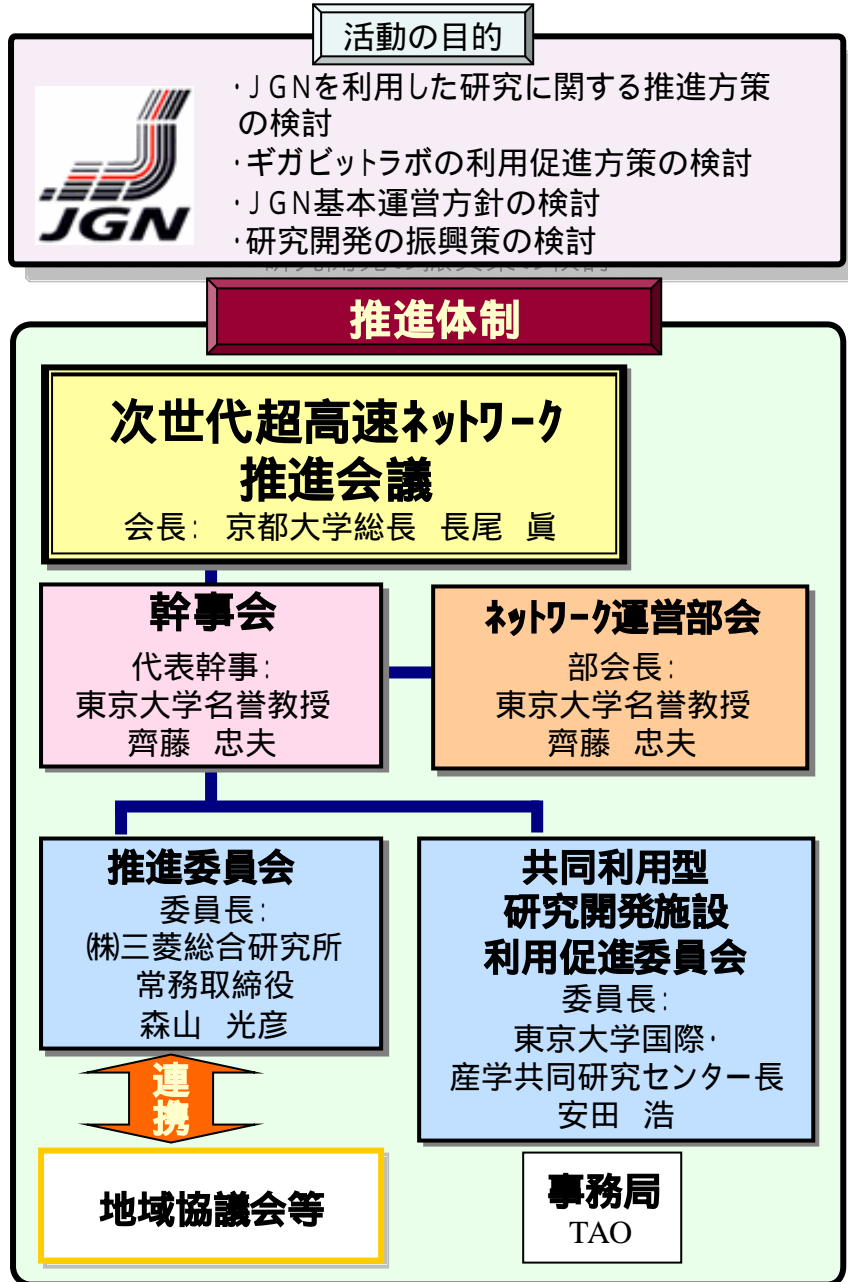 活動の目的
JGN
・JGNを利用した研究に関する推進方策
の検討
・ギガビットラボの利用促進方策の検討
・JGN基本運営方針の検討
・研究開発の振興策の検討
推進体制
次世代超高速ネットワーク
推進会議
会長: 京都大学総長 長尾 眞
幹事会
代表幹事:
東京大学名誉教授
齊藤 忠夫
ネットワーク運営部会
部会長:
東京大学名誉教授
齊藤 忠夫
推進委員会
委員長:
㈱三菱総合研究所
常務取締役
森山 光彦
共同利用型
研究開発施設
利用促進委員会
委員長:
東京大学国際・
産学共同研究センター長
安田 浩
連携
地域協議会等
事務局
TAO